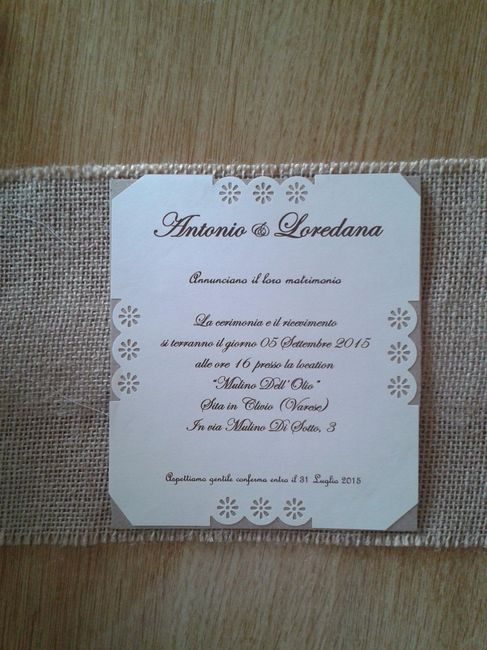 Antonio & Loredana
Annunciano il loro matrimonio
La cerimonia e il ricevimento
si terranno il giorno 05 Settembre 2015
alle ore 16 presso la location
"Mulino Dell'Olio"
Sita in Clivio (Varese)
In via Mulino Di Sotto, 3
Aspettiamo gentile conferma entro il 31 Luglio 2015